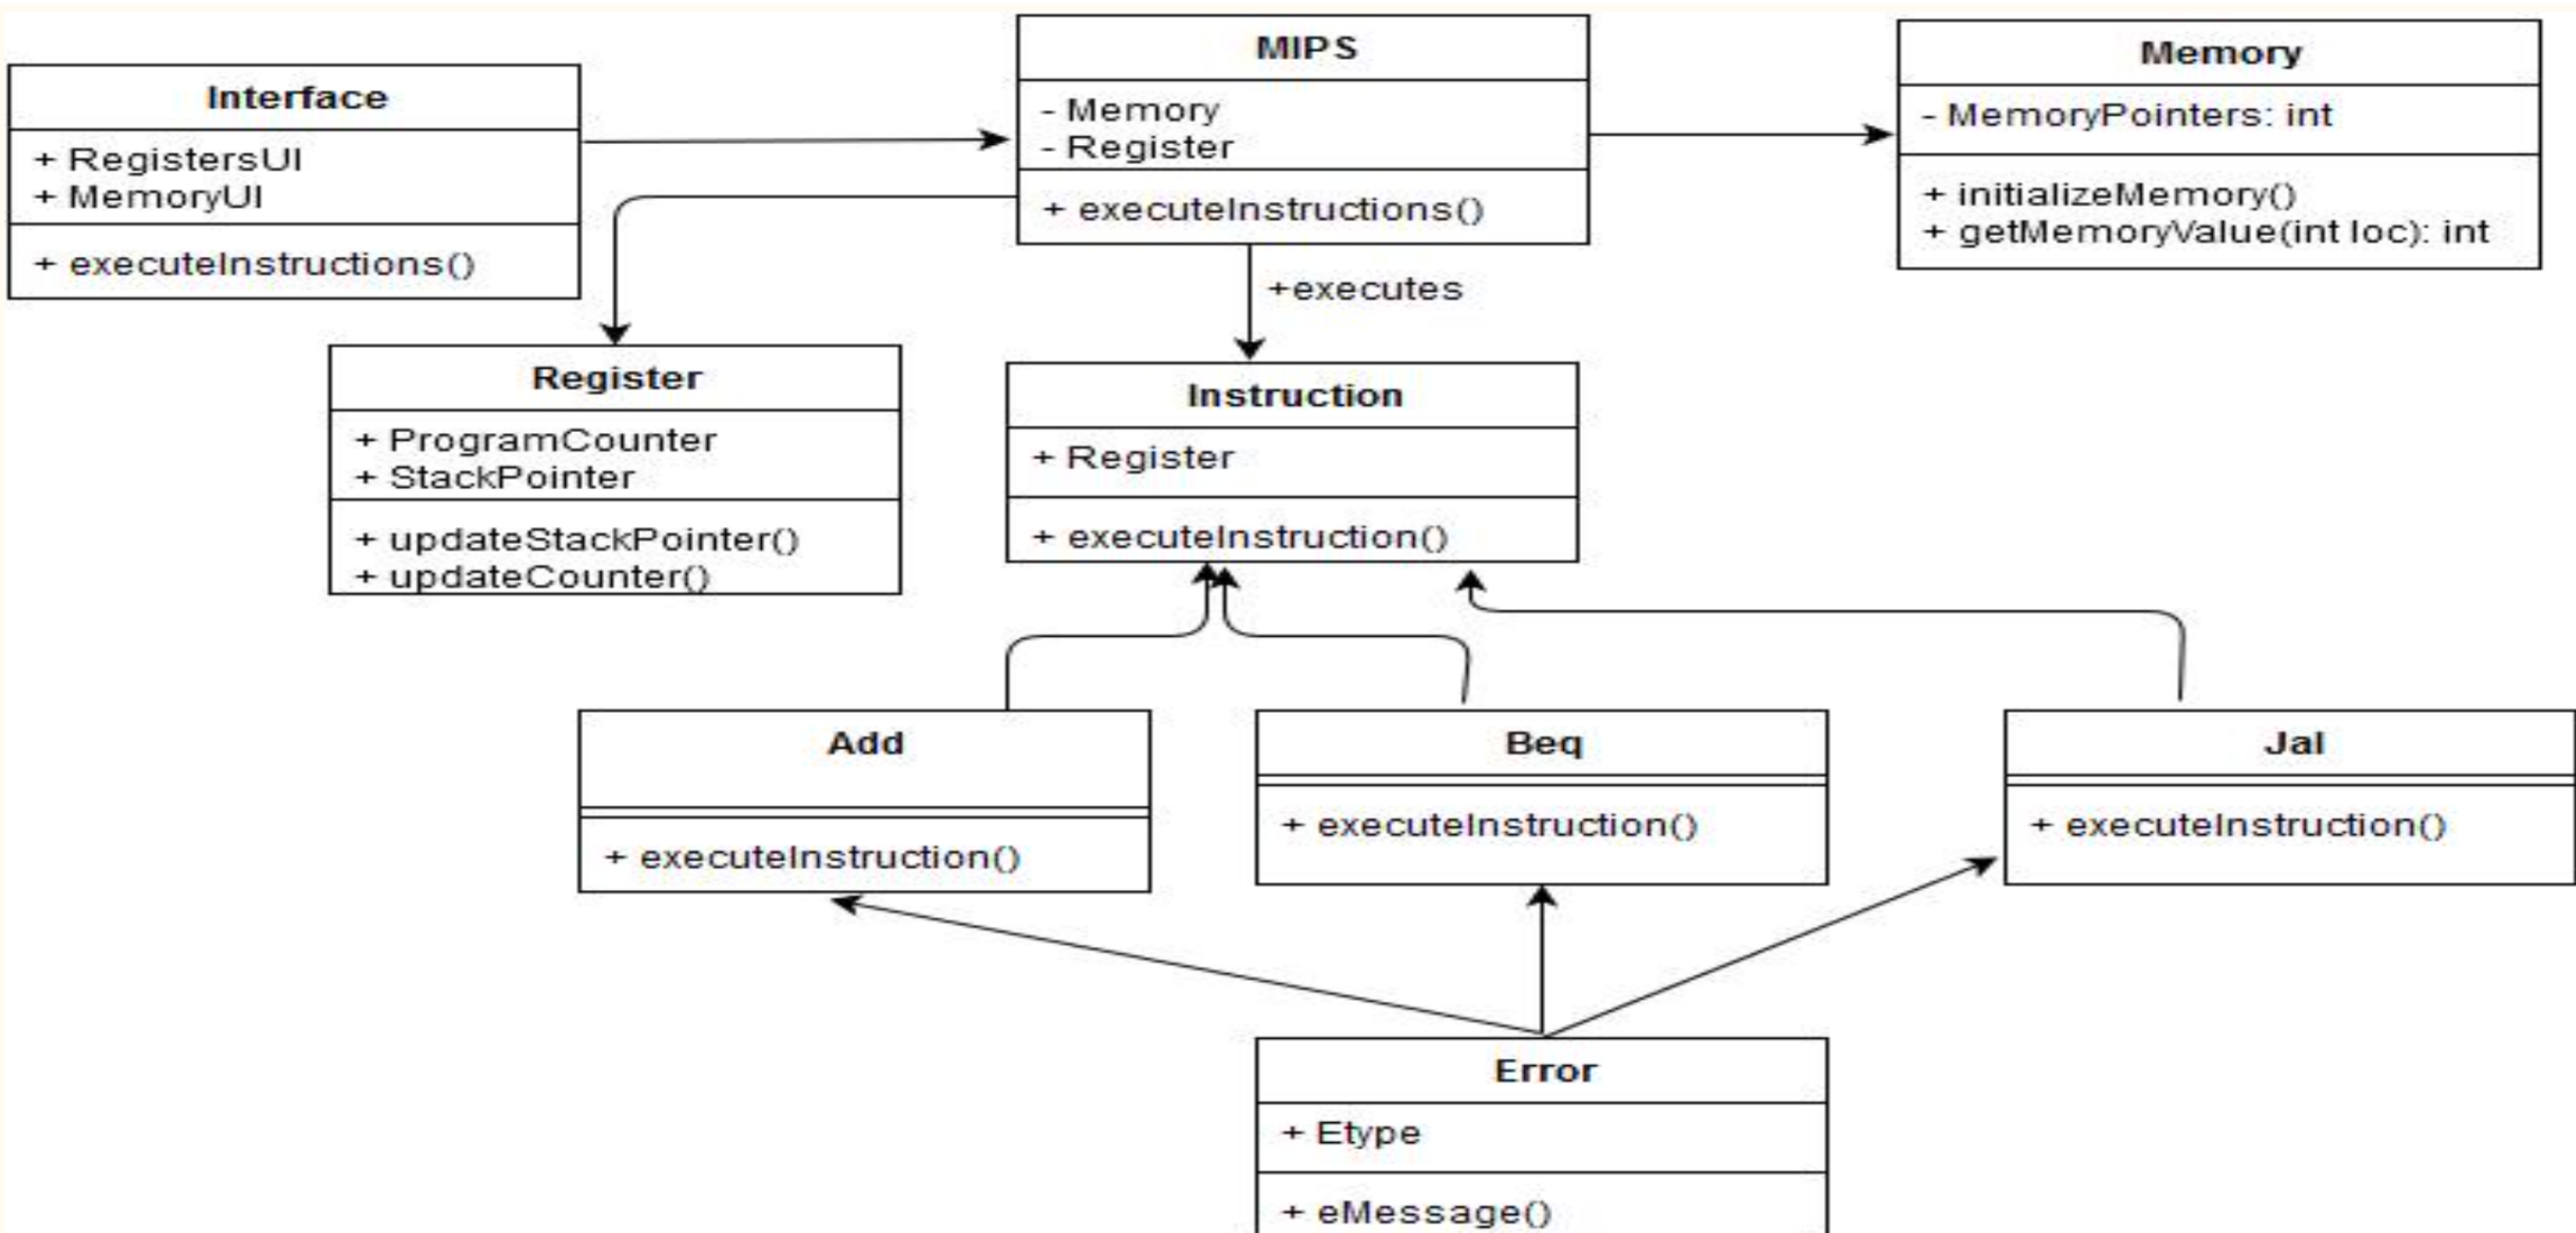 Interface
+ RegistersUI
+ MemoryUI
+ executeInstructions()
MIPS
- Memory
- Register
+ executeInstructions()
Memory
- MemoryPointers: int
+ initializeMemory()
+ getMemoryValue(int loc): int
+executes
Register
+ ProgramCounter
+ StackPointer
+ updateStackPointer()
+ updateCounter()
Instruction
+ Register
+ executeInstruction()
Add
+ executeInstruction()
Beq
+ executeInstruction()
Jal
+ executeInstruction()
Error
+ Etype
+ eMessage()